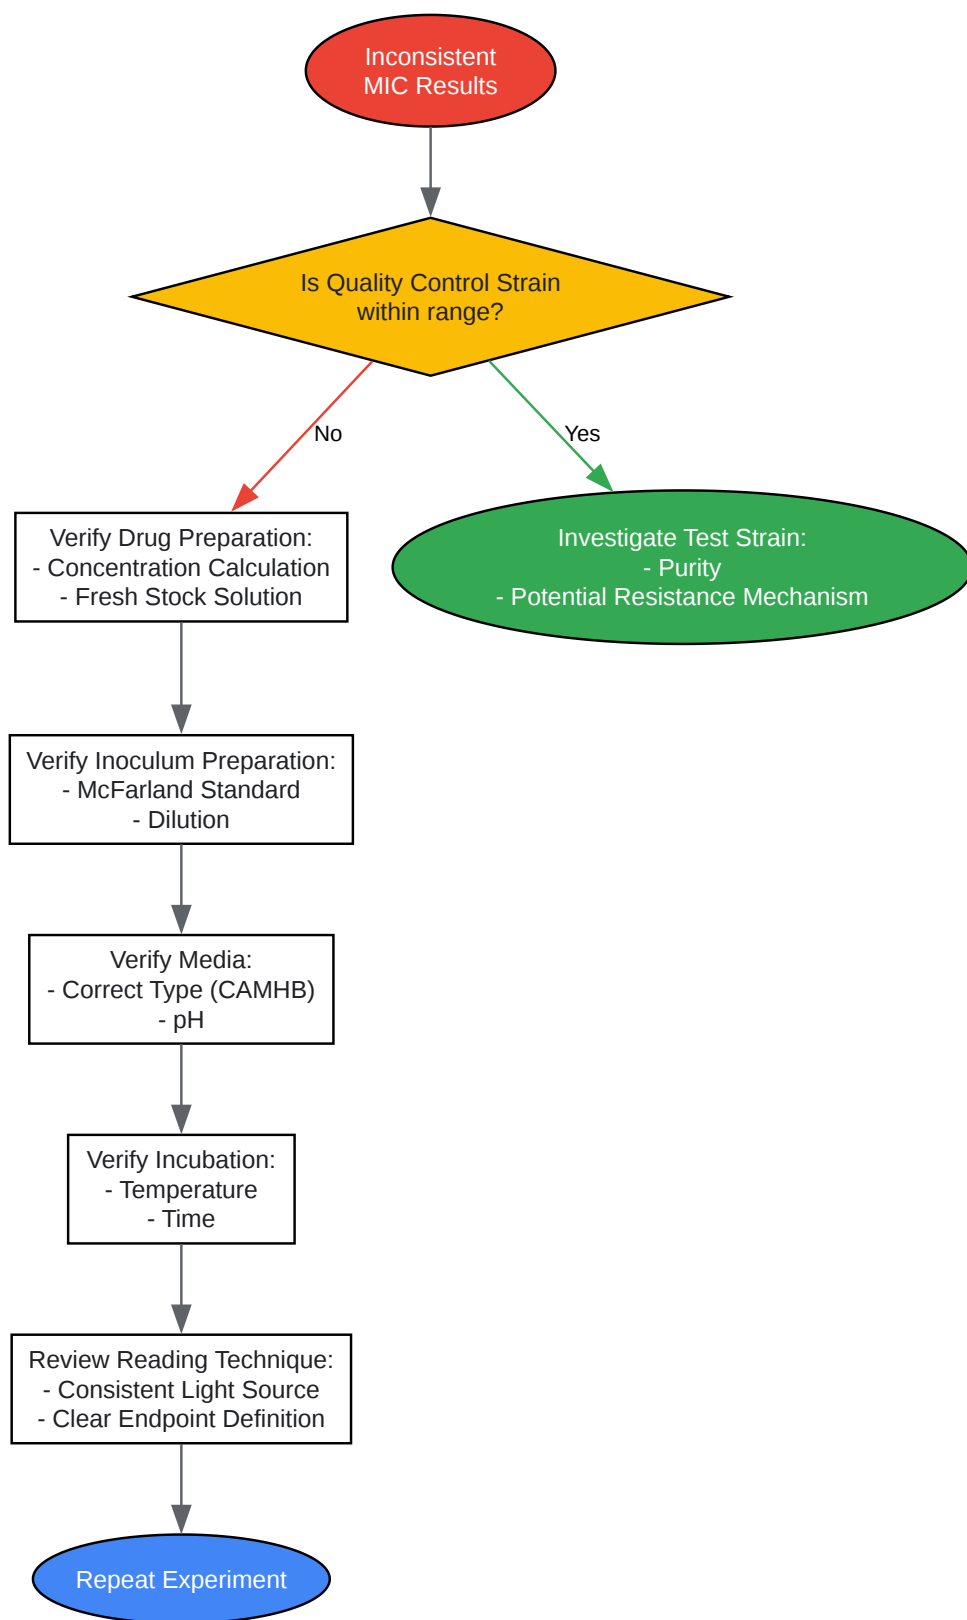 Inconsistent
MIC Results
Is Quality Control Strain
within range?
No
Yes
Verify Drug Preparation:
- Concentration Calculation
- Fresh Stock Solution
Investigate Test Strain:
- Purity
- Potential Resistance Mechanism
Verify Inoculum Preparation:
- McFarland Standard
- Dilution
Verify Media:
- Correct Type (CAMHB)
- pH
Verify Incubation:
- Temperature
- Time
Review Reading Technique:
- Consistent Light Source
- Clear Endpoint Definition
Repeat Experiment